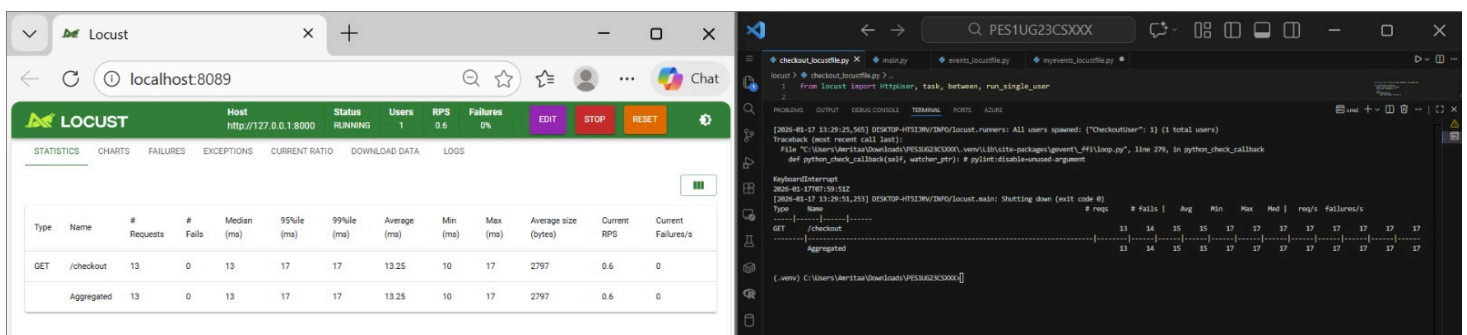 Locust
localhost:8089
Chat
LOCUST
Host
http://127.0.0.1:8000
Status
RUNNING
Users
1
RPS
0.6
Failures
0%
EDIT
STOP
RESET
STATISTICS CHARTS FAILURES EXCEPTIONS CURRENT RATIO DOWNLOAD DATA LOGS
Type Name # Requests # Fails Median (ms) 95%ile (ms) 99%ile (ms) Average (ms) Min (ms) Max (ms) Average size (bytes) Current RPS Current Failures/s
GET /checkout 13 0 13 17 17 13.25 10 17 2797 0.6 0
Aggregated 13 0 13 17 17 13.25 10 17 2797 0.6 0
PES1UG23CSXXX
checkout_locustfile.py main.py events_locustfile.py myevents_locustfile.py
locust > checkout_locustfile.py > ...
1 from locust import HttpUser, task, between, run_single_user
2
PROBLEMS OUTPUT DEBUG CONSOLE TERMINAL PORTS AZURE
cmd
[2026-01-17 13:29:25,565] DESKTOP-HTSI3RV/INFO/locust.runners: All users spawned: {"CheckoutUser": 1} (1 total users)
Traceback (most recent call last):
File "C:\Users\Amritaa\Downloads\PES1UG23CSXXX\.venv\Lib\site-packages\gevent\_ffi\loop.py", line 279, in python_check_callback
def python_check_callback(self, watcher_ptr): # pylint:disable=unused-argument
KeyboardInterrupt
2026-01-17T07:59:51Z
[2026-01-17 13:29:51,253] DESKTOP-HTSI3RV/INFO/locust.main: Shutting down (exit code 0)
Type Name # reqs # fails | Avg Min Max Med | req/s failures/s
-----|-----|------|------
GET /checkout 13 14 15 15 17 17 17 17 17 17 17
Aggregated 13 14 15 15 17 17 17 17 17 17 17
(.venv) C:\Users\Amritaa\Downloads\PES1UG23CSXXX>